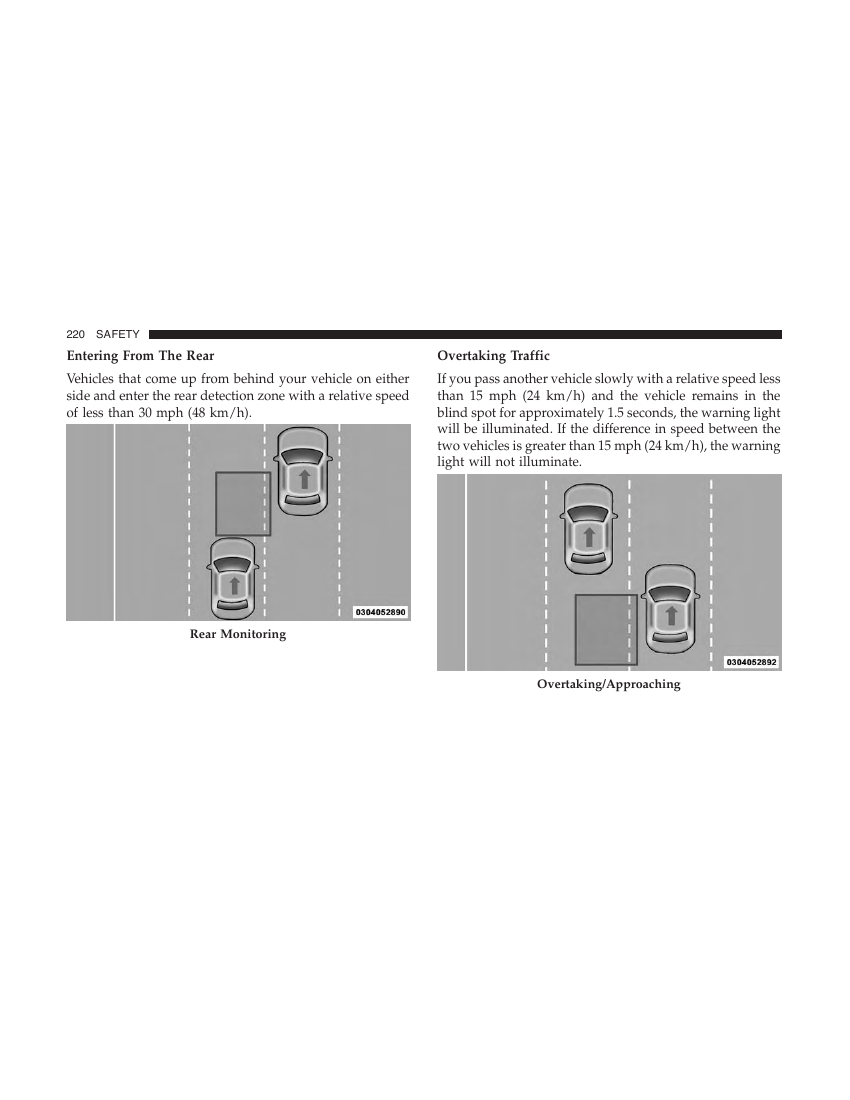 220 SAFETY
Entering From The Rear
Vehicles that come up from behind your vehicle on either
side and enter the rear detection zone with a relative speed
of less than 30 mph (48 km/h).
0304052890
Rear Monitoring
Overtaking Traffic
If you pass another vehicle slowly with a relative speed less
than 15 mph (24 km/h) and the vehicle remains in the
blind spot for approximately 1.5 seconds, the warning light
will be illuminated. If the difference in speed between the
two vehicles is greater than 15 mph (24 km/h), the warning
light will not illuminate.
0304052892
Overtaking/Approaching